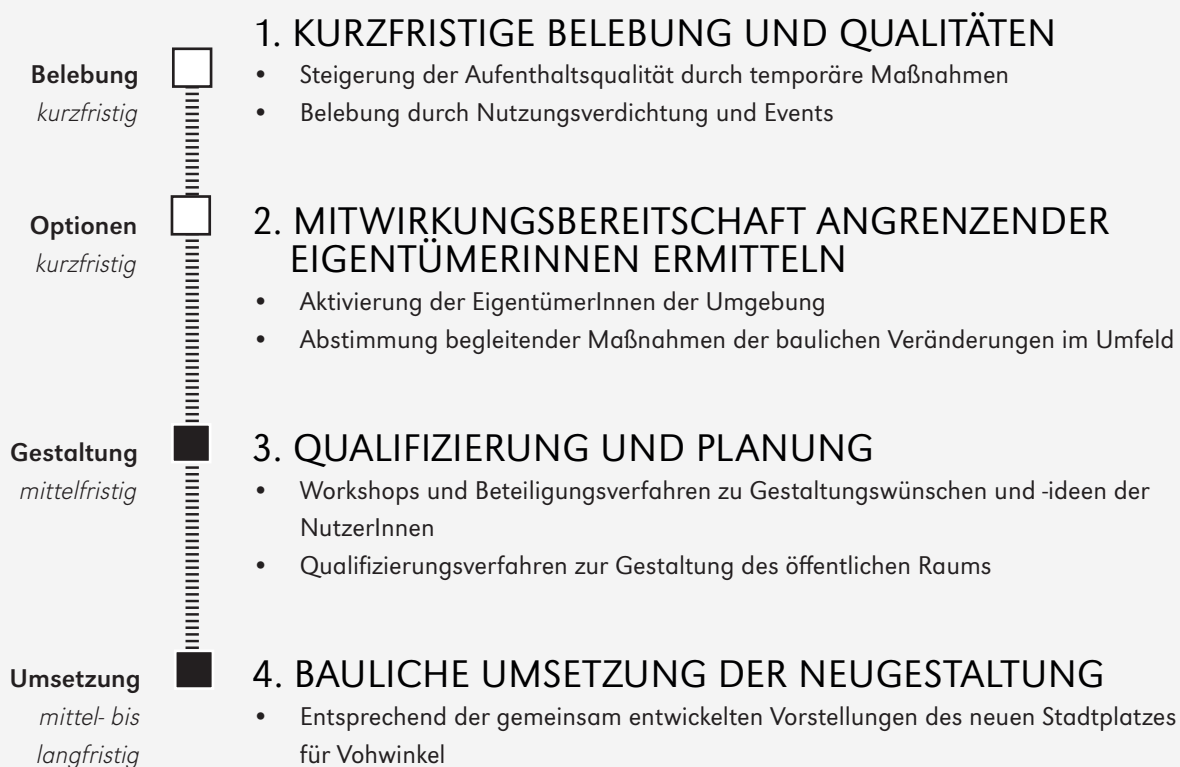 1. KURZFRISTIGE BELEBUNG UND QUALITÄTEN
Belebung
kurzfristig
• Steigerung der Aufenthaltsqualität durch temporäre Maßnahmen
• Belebung durch Nutzungsverdichtung und Events
Optionen
kurzfristig
2. MITWIRKUNGSBEREITSCHAFT ANGRENZENDER
EIGENTÜMERINNEN ERMITTELN
• Aktivierung der EigentümerInnen der Umgebung
• Abstimmung begleitender Maßnahmen der baulichen Veränderungen im Umfeld
Gestaltung
mittelfristig
3. QUALIFIZIERUNG UND PLANUNG
• Workshops und Beteiligungsverfahren zu Gestaltungswünschen und -ideen der
NutzerInnen
• Qualifizierungsverfahren zur Gestaltung des öffentlichen Raums
Umsetzung
mittel- bis
langfristig
4. BAULICHE UMSETZUNG DER NEUGESTALTUNG
• Entsprechend der gemeinsam entwickelten Vorstellungen des neuen Stadtplatzes
für Vohwinkel